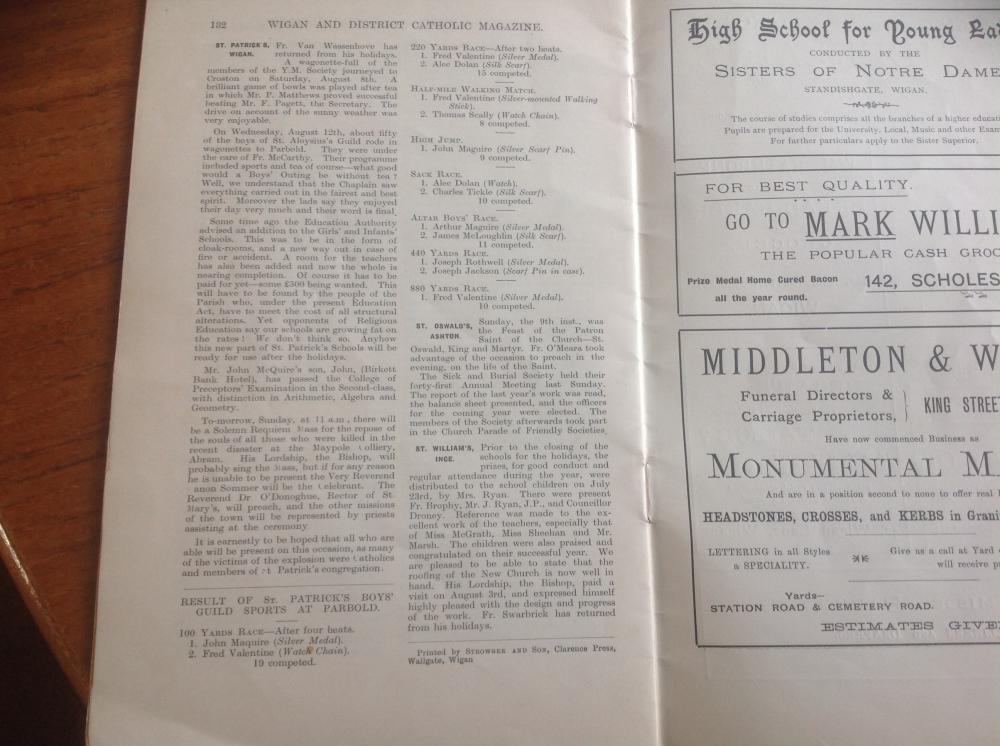 132 WIGAN AND DISTRICT CATHOLIC MAGAZINE.
ST. PATRICK'S, WIGAN. Fr. Van Wassenhove has
returned from his holidays.
A wagonette-full of the
members of the Y.M. Society journeyed to
Croston on Saturday, August 8th. A
brilliant game of bowls was played after tea
in which Mr. P. Matthews proved successful
beating Mr. F. Pagett, the Secretary. The
drive on account of the sunny weather was
very enjoyable.
On Wednesday, August 12th, about fifty
of the boys of St. Aloysius's Guild rode in
wagonettes to Parbold. They were under
the care of Fr. McCarthy. Their programme
included sports and tea of course—what good
would a Boys' Outing be without tea?
Well, we understand that the Chaplain saw
everything carried out in the fairest and best
spirit. Moreover the lads say they enjoyed
their day very much and their word is final.
Some time ago the Education Authority
advised an addition to the Girls' and Infants'
Schools. This was to be in the form of
cloak-rooms, and a new way out in case of
fire or accident. A room for the teachers
has also been added and now the whole is
nearing completion. Of course it has to be
paid for yet—some £500 being wanted. This
will have to be found by the people of the
Parish who, under the present Education
Act, have to meet the cost of all structural
alterations. Yet opponents of Religious
Education say our schools are growing fat on
the rates! We don't think so. Anyhow
this new part of St. Patrick's Schools will be
ready for use after the holidays.
Mr. John McQuire's son, John, (Birkett
Bank Hotel), has passed the College of
Preceptors' Examination in the Second-class,
with distinction in Arithmetic, Algebra and
Geometry.
To-morrow, Sunday, at 11 a.m., there will
be a Solemn Requiem Mass for the repose of
the souls of all those who were killed in the
recent disaster at the Maypole Colliery,
Abram. His Lordship, the Bishop, will
probably sing the Mass, but if for any reason
he is unable to be present the Very Reverend
anon Sommer will be the Celebrant. The
Reverend Dr O'Donoghue, Rector of St
Mary's, will preach, and the other missions
of the town will be represented by priests
assisting at the ceremony
It is earnestly to be hoped that all who are
able will be present on this occasion, as many
of the victims of the explosion were Catholics
and members of St Patrick's congregation.
RESULT OF ST. PATRICK'S BOYS'
GUILD SPORTS AT PARBOLD.
100 YARDS RACE—After four heats.
1. John Maquire (Silver Medal).
2. Fred Valentine (Watch Chain).
19 competed.
220 YARDS RACE—After two heats.
1. Fred Valentine (Silver Medal).
2. Alec Dolan (Silk Scarf).
15 competed.
HALF-MILE WALKING MATCH.
1. Fred Valentine (Silver-mounted Walking
Stick).
2. Thomas Scally (Watch Chain).
8 competed.
HIGH JUMP.
1. John Maguire (Silver Scarf Pin).
9 competed.
SACK RACE.
1. Alec Dolan (Watch).
2. Charles Tickle (Silk Scarf).
10 competed.
ALTAR BOYS' RACE.
1. Arthur Maguire (Silver Medal).
2. James McLoughlin (Silk Scarf).
11 competed.
440 YARDS RACE.
1. Joseph Rothwell (Silver Medal).
2. Joseph Jackson (Scarf Pin in case).
880 YARDS RACE.
1. Fred Valentine (Silver Medal).
10 competed.
ST. OSWALD'S, ASHTON. Sunday, the 9th inst., was
the Feast of the Patron
Saint of the Church—St.
Oswald, King and Martyr. Fr. O'Meara took
advantage of the occasion to preach in the
evening, on the life of the Saint.
The Sick and Burial Society held their
forty-first Annual Meeting last Sunday.
The report of the last year's work was read,
the balance sheet presented, and the officers
for the coming year were elected. The
members of the Society afterwards took part
in the Church Parade of Friendly Societies.
ST. WILLIAM'S, INCE. Prior to the closing of the
schools for the holidays, the
prizes, for good conduct and
regular attendance during the year, were
distributed to the school children on July
23rd, by Mrs. Ryan. There were present
Fr. Brophy, Mr. J. Ryan, J.P., and Councillor
Droney. Reference was made to the ex-
cellent work of the teachers, especially that
of Miss McGrath, Miss Sheehan and Mr.
Marsh. The children were also praised and
congratulated on their successful year. We
are pleased to be able to state that the
roofing of the New Church is now well in
hand. His Lordship, the Bishop, paid a
visit on August 3rd, and expressed himself
highly pleased with the design and progress
of the work. Fr. Swarbrick has returned
from his holidays.
Printed by STROWGER AND SON, Clarence Press,
Wallgate, Wigan
High School for Young La
CONDUCTED BY THE
SISTERS OF NOTRE DAME
STANDISHGATE, WIGAN.
The course of studies comprises all the branches of a higher educati
Pupils are prepared for the University, Local, Music and other Exam
For further particulars apply to the Sister Superior.
FOR BEST QUALITY.
GO TO MARK WILLI
THE POPULAR CASH GROC
Prize Medal Home Cured Bacon
all the year round.
142, SCHOLES
MIDDLETON & W
Funeral Directors &
Carriage Proprietors,
KING STREET
Have now commenced Business as
MONUMENTAL M
And are in a position second to none to offer real
HEADSTONES, CROSSES, and KERBS in Grani
LETTERING in all Styles
a SPECIALITY.
Give us a call at Yard
will receive p
Yards—
STATION ROAD & CEMETERY ROAD.
ESTIMATES GIVE